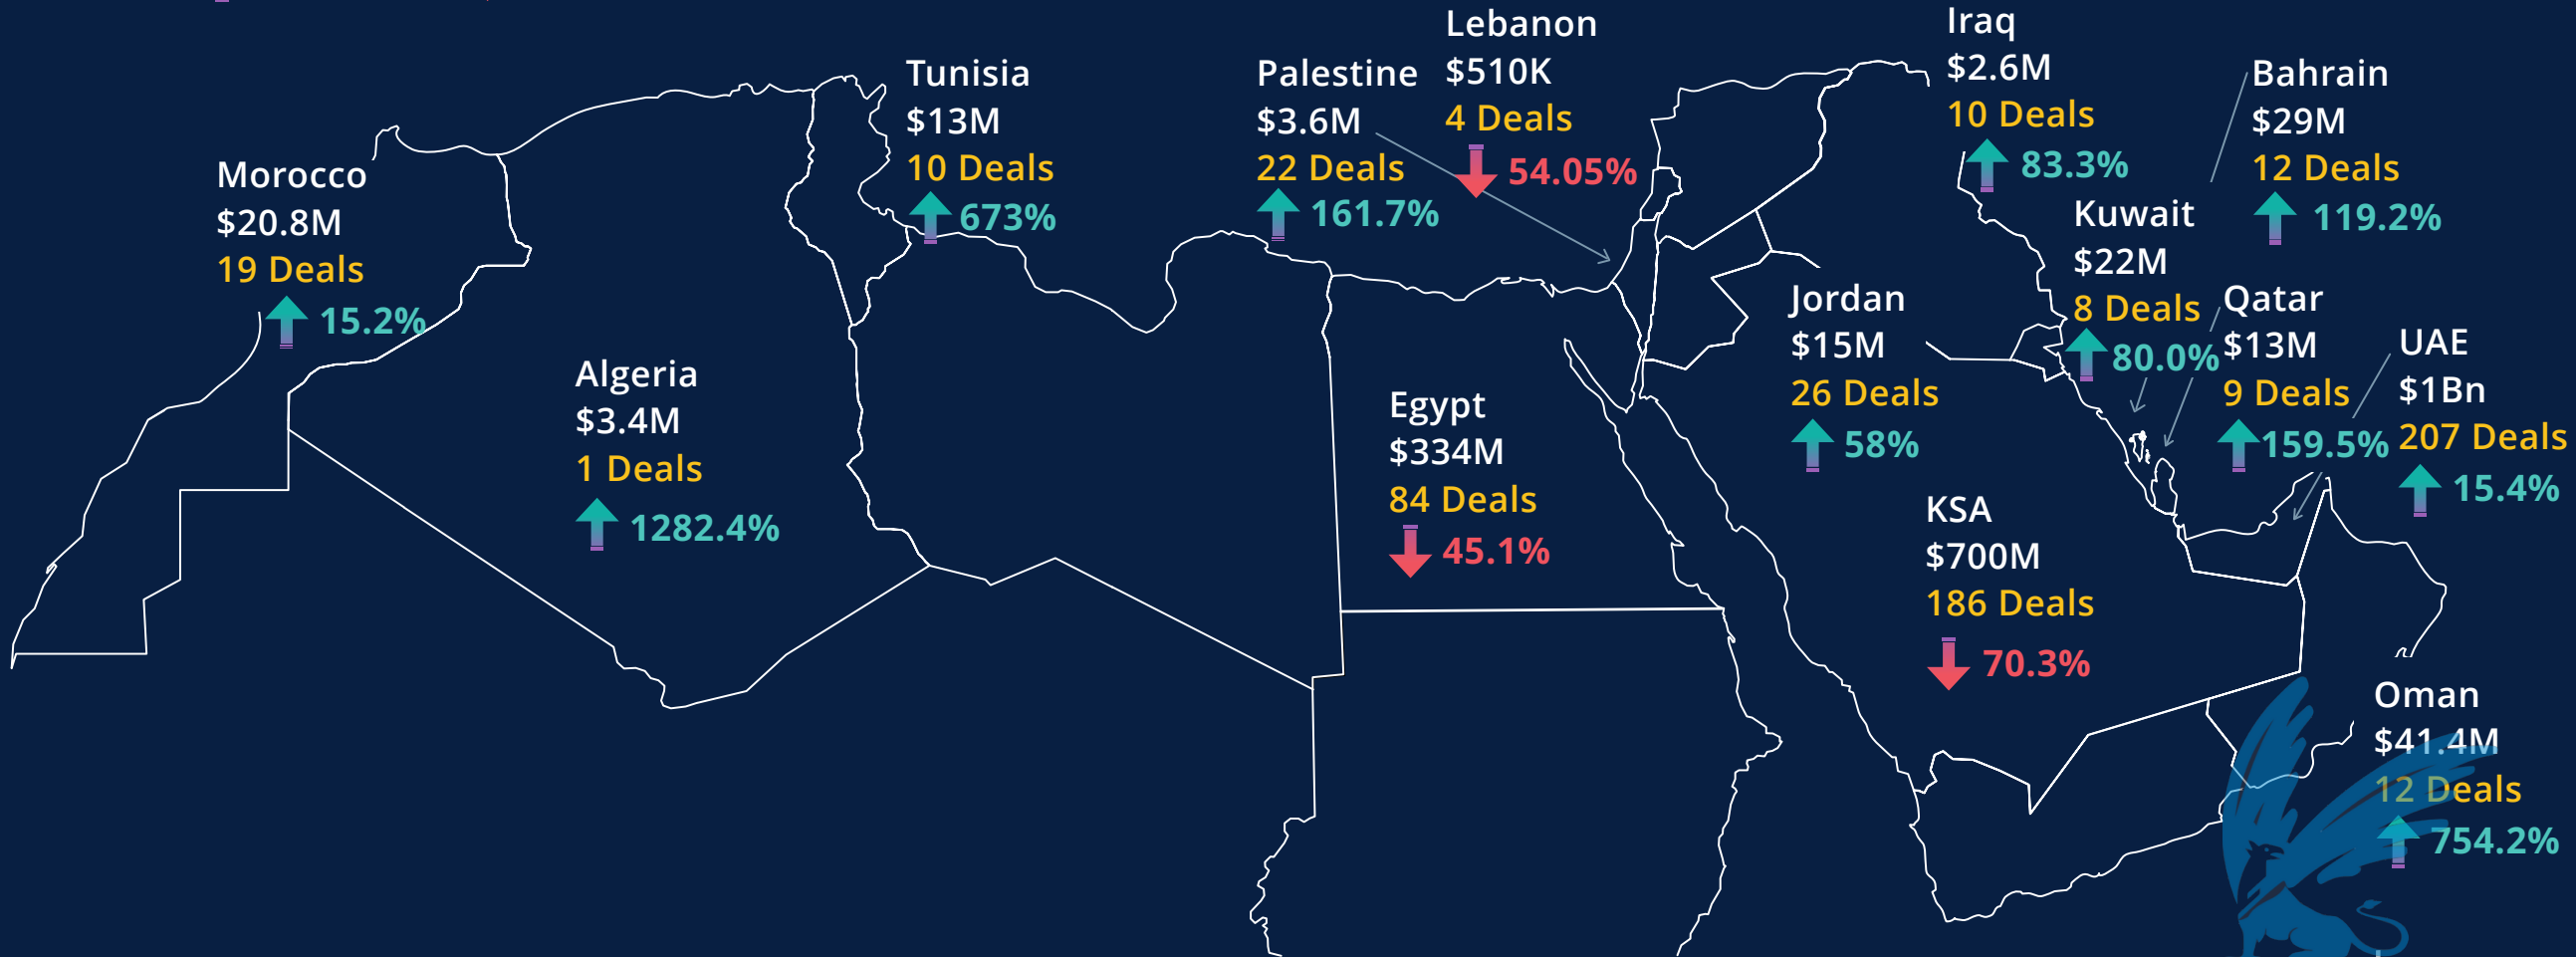 Morocco
$20.8M
19 Deals
15.2%
Algeria
$3.4M
1 Deals
1282.4%
Tunisia
$13M
10 Deals
673%
Palestine
$3.6M
22 Deals
161.7%
Lebanon
$510K
4 Deals
54.05%
Egypt
$334M
84 Deals
45.1%
Jordan
$15M
26 Deals
58%
Iraq
$2.6M
10 Deals
83.3%
Kuwait
$22M
8 Deals
80.0%
Bahrain
$29M
12 Deals
119.2%
Qatar
$13M
9 Deals
159.5%
UAE
$1Bn
207 Deals
15.4%
KSA
$700M
186 Deals
70.3%
Oman
$41.4M
12 Deals
754.2%